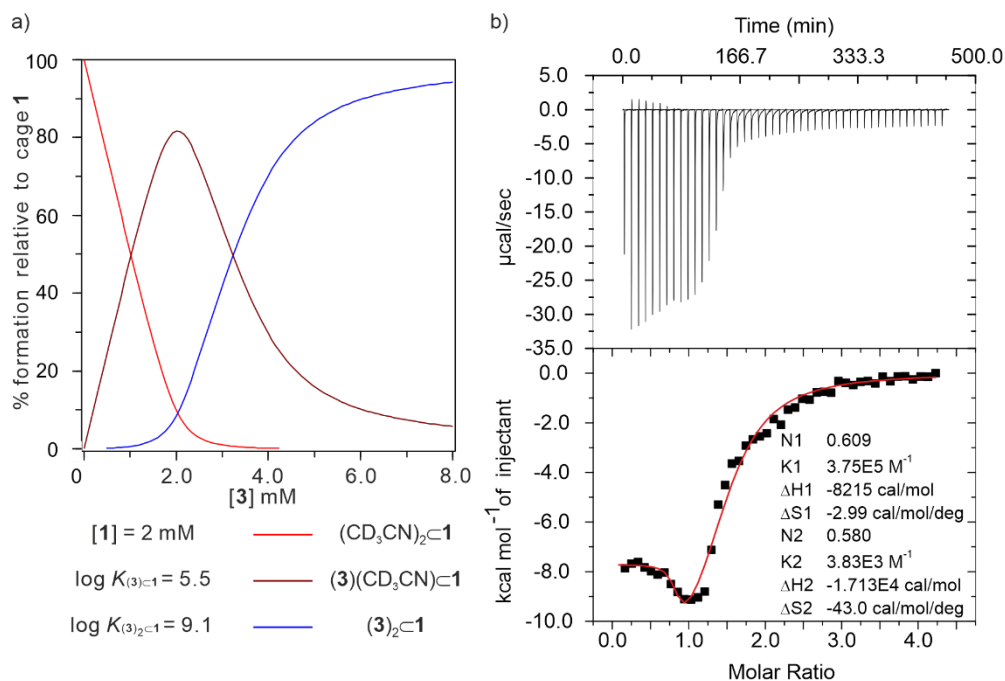 a)
% formation relative to cage 1
100
80
60
40
20
0
0 2.0 4.0 6.0 8.0
[3] mM
[1] = 2 mM
(CD₃CN)₂⊂1
log K(3)⊂1 = 5.5
(3)(CD₃CN)⊂1
log K(3)₂⊂1 = 9.1
(3)₂⊂1
b)
Time (min)
0.0 166.7 333.3 500.0
µcal/sec
5.0
0.0
-5.0
-10.0
-15.0
-20.0
-25.0
-30.0
-35.0
kcal mol⁻¹ of injectant
0.0
-2.0
-4.0
-6.0
-8.0
-10.0
N1 0.609
K1 3.75E5 M⁻¹
ΔH1 -8215 cal/mol
ΔS1 -2.99 cal/mol/deg
N2 0.580
K2 3.83E3 M⁻¹
ΔH2 -1.713E4 cal/mol
ΔS2 -43.0 cal/mol/deg
0.0 1.0 2.0 3.0 4.0
Molar Ratio